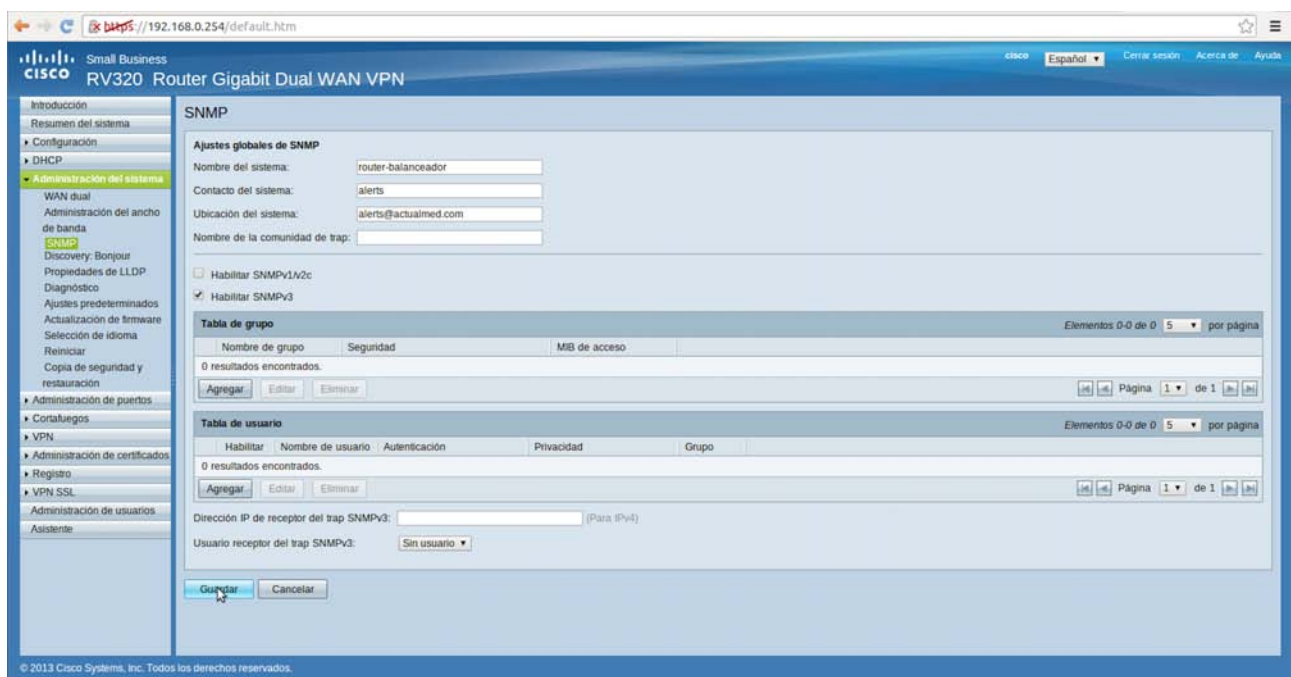 https://192.168.0.254/default.htm
Small Business
CISCO
RV320 Router Gigabit Dual WAN VPN
cisco
Español
Cerrar sesión
Acerca de
Ayuda
Introducción
Resumen del sistema
Configuración
DHCP
Administración del sistema
WAN dual
Administración del ancho
de banda
SNMP
Discovery: Bonjour
Propiedades de LLDP
Diagnóstico
Ajustes predeterminados
Actualización de firmware
Selección de idioma
Reiniciar
Copia de seguridad y
restauración
Administración de puertos
Cortafuegos
VPN
Administración de certificados
Registro
VPN SSL
Administración de usuarios
Asistente
SNMP
Ajustes globales de SNMP
Nombre del sistema: router-balanceador
Contacto del sistema: alerts
Ubicación del sistema: alerts@actualmed.com
Nombre de la comunidad de trap:
Habilitar SNMPv1/v2c
Habilitar SNMPv3
Tabla de grupo Elementos 0-0 de 0 5 por página
Nombre de grupo Seguridad MIB de acceso
0 resultados encontrados.
Agregar Editar Eliminar Página 1 de 1
Tabla de usuario Elementos 0-0 de 0 5 por página
Habilitar Nombre de usuario Autenticación Privacidad Grupo
0 resultados encontrados.
Agregar Editar Eliminar Página 1 de 1
Dirección IP de receptor del trap SNMPv3: (Para IPv4)
Usuario receptor del trap SNMPv3: Sin usuario
Guardar Cancelar
© 2013 Cisco Systems, Inc. Todos los derechos reservados.